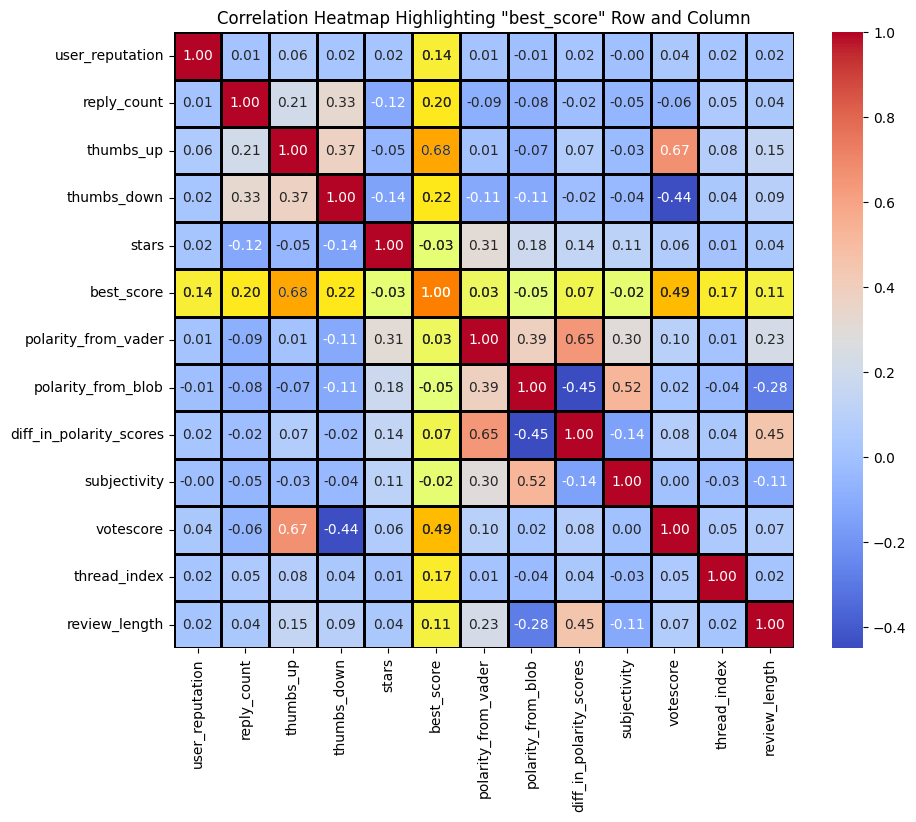 Correlation Heatmap Highlighting "best_score" Row and Column
user_reputation 1.00 0.01 0.06 0.02 0.02 0.14 0.01 -0.01 0.02 -0.00 0.04 0.02 0.02
reply_count 0.01 1.00 0.21 0.33 -0.12 0.20 -0.09 -0.08 -0.02 -0.05 -0.06 0.05 0.04
thumbs_up 0.06 0.21 1.00 0.37 -0.05 0.68 0.01 -0.07 0.07 -0.03 0.67 0.08 0.15
thumbs_down 0.02 0.33 0.37 1.00 -0.14 0.22 -0.11 -0.11 -0.02 -0.04 -0.44 0.04 0.09
stars 0.02 -0.12 -0.05 -0.14 1.00 -0.03 0.31 0.18 0.14 0.11 0.06 0.01 0.04
best_score 0.14 0.20 0.68 0.22 -0.03 1.00 0.03 -0.05 0.07 -0.02 0.49 0.17 0.11
polarity_from_vader 0.01 -0.09 0.01 -0.11 0.31 0.03 1.00 0.39 0.65 0.30 0.10 0.01 0.23
polarity_from_blob -0.01 -0.08 -0.07 -0.11 0.18 -0.05 0.39 1.00 -0.45 0.52 0.02 -0.04 -0.28
diff_in_polarity_scores 0.02 -0.02 0.07 -0.02 0.14 0.07 0.65 -0.45 1.00 -0.14 0.08 0.04 0.45
subjectivity -0.00 -0.05 -0.03 -0.04 0.11 -0.02 0.30 0.52 -0.14 1.00 0.00 -0.03 -0.11
votescore 0.04 -0.06 0.67 -0.44 0.06 0.49 0.10 0.02 0.08 0.00 1.00 0.05 0.07
thread_index 0.02 0.05 0.08 0.04 0.01 0.17 0.01 -0.04 0.04 -0.03 0.05 1.00 0.02
review_length 0.02 0.04 0.15 0.09 0.04 0.11 0.23 -0.28 0.45 -0.11 0.07 0.02 1.00
user_reputation
reply_count
thumbs_up
thumbs_down
stars
best_score
polarity_from_vader
polarity_from_blob
diff_in_polarity_scores
subjectivity
votescore
thread_index
review_length
1.0
0.8
0.6
0.4
0.2
0.0
−0.2
−0.4